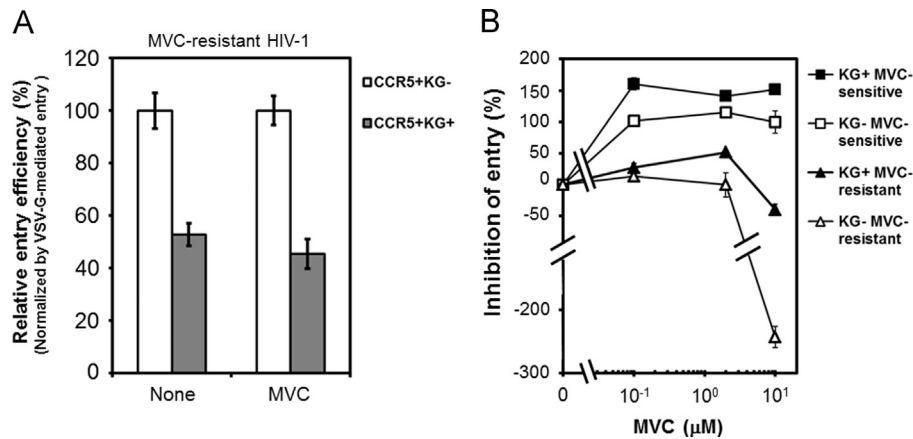 A
MVC-resistant HIV-1
Relative entry efficiency (%)
(Normalized by VSV-G-mediated entry )
120
100
80
60
40
20
0
None
MVC
CCR5+KG-
CCR5+KG+
B
Inhibition of entry (%)
200
150
100
50
0
-50
-200
-300
0
10-1
100
101
MVC (μM)
KG+ MVC-
sensitive
KG- MVC-
sensitive
KG+ MVC-
resistant
KG- MVC-
resistant